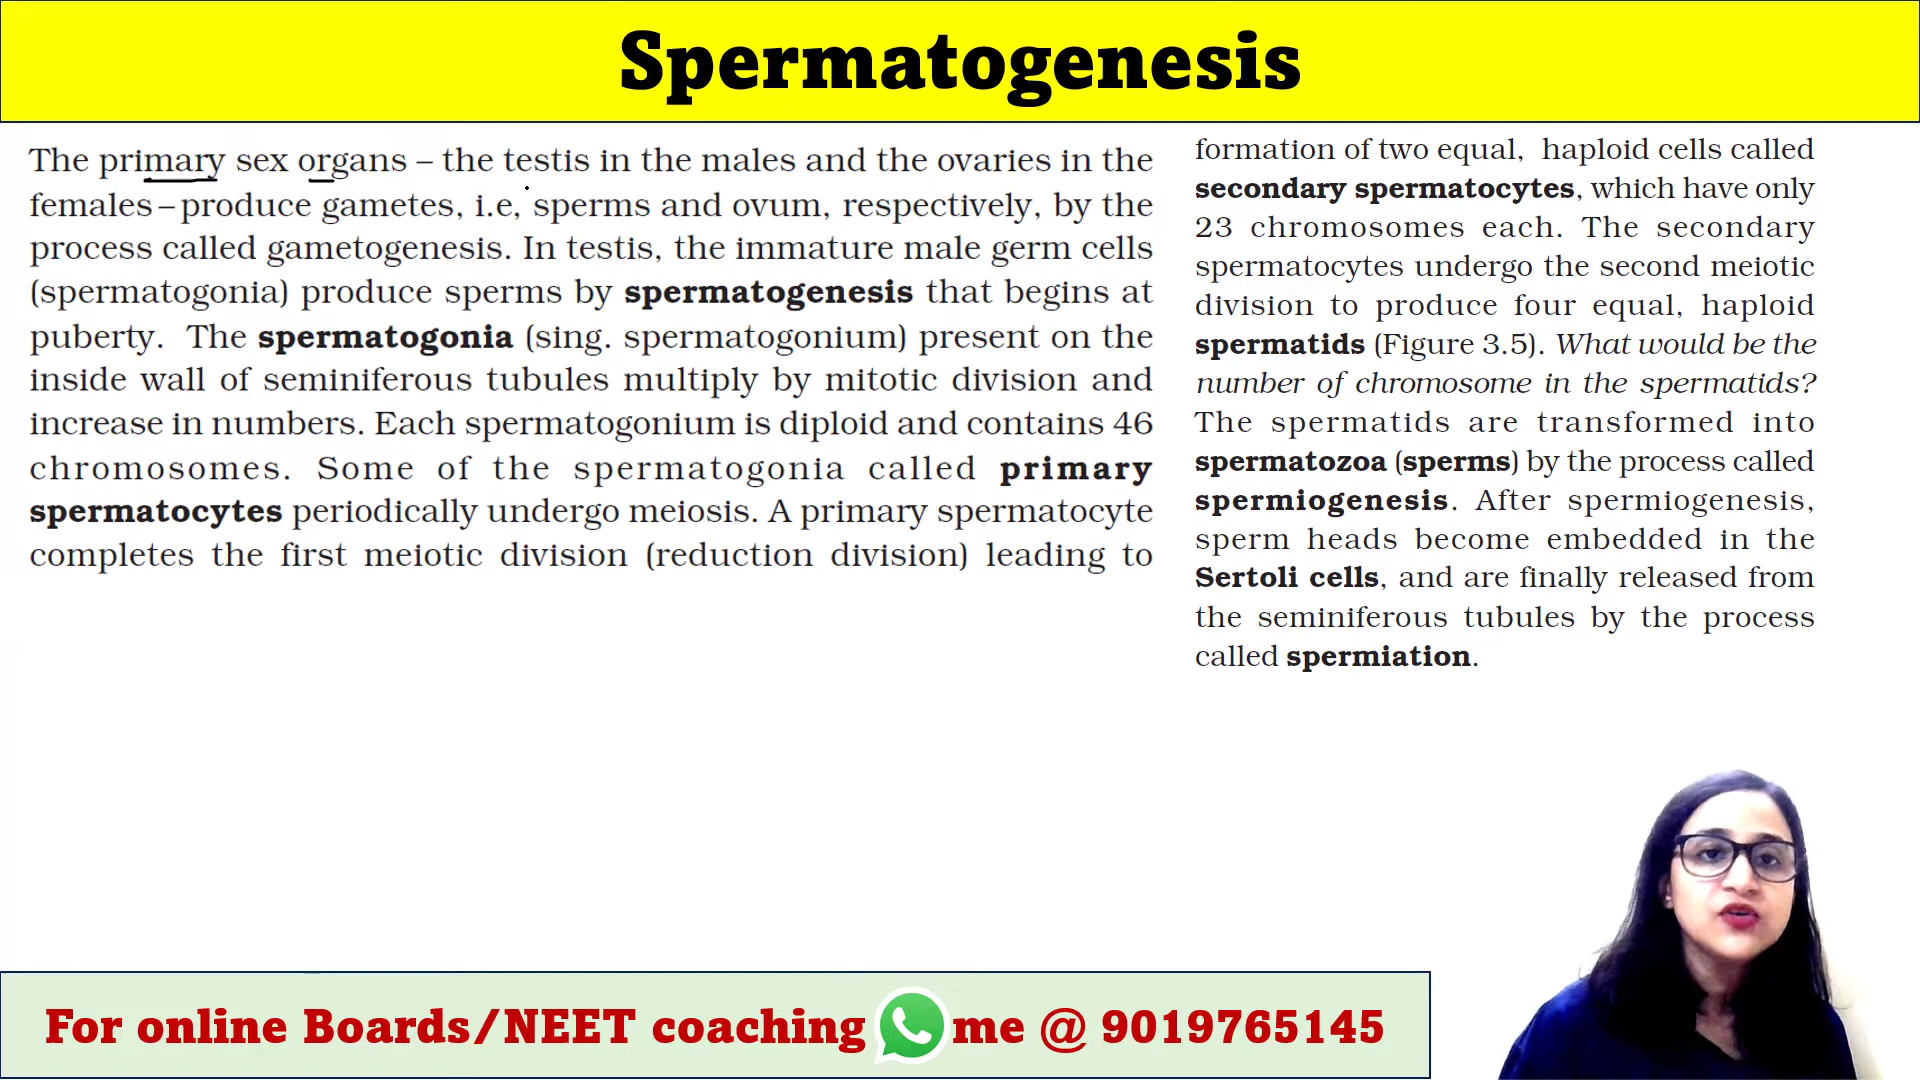 Spermatogenesis
The primary sex organs – the testis in the males and the ovaries in the
females – produce gametes, i.e, sperms and ovum, respectively, by the
process called gametogenesis. In testis, the immature male germ cells
(spermatogonia) produce sperms by spermatogenesis that begins at
puberty. The spermatogonia (sing. spermatogonium) present on the
inside wall of seminiferous tubules multiply by mitotic division and
increase in numbers. Each spermatogonium is diploid and contains 46
chromosomes. Some of the spermatogonia called primary
spermatocytes periodically undergo meiosis. A primary spermatocyte
completes the first meiotic division (reduction division) leading to
formation of two equal, haploid cells called
secondary spermatocytes, which have only
23 chromosomes each. The secondary
spermatocytes undergo the second meiotic
division to produce four equal, haploid
spermatids (Figure 3.5). What would be the
number of chromosome in the spermatids?
The spermatids are transformed into
spermatozoa (sperms) by the process called
spermiogenesis. After spermiogenesis,
sperm heads become embedded in the
Sertoli cells, and are finally released from
the seminiferous tubules by the process
called spermiation.
For online Boards/NEET coaching me @ 9019765145